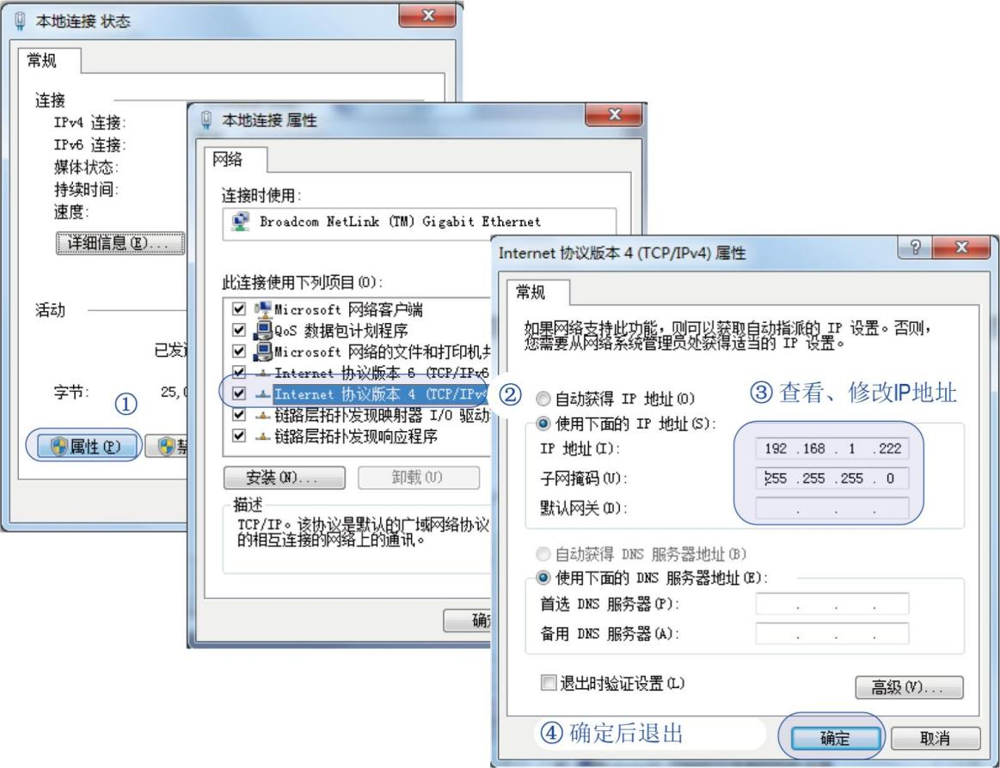 本地连接 状态
常规
连接
IPv4 连接:
IPv6 连接:
媒体状态:
持续时间:
速度:
详细信息(E)...
活动
已发
字节:
25,
①
属性(P)
禁
本地连接 属性
网络
连接时使用:
Broadcom NetLink (TM) Gigabit Ethernet
此连接使用下列项目(O):
Microsoft 网络客户端
QoS 数据包计划程序
Microsoft 网络的文件和打印机
Internet 协议版本 6 (TCP/IPv6
Internet 协议版本 4 (TCP/IPv4
②
链路层拓扑发现映射器 I/O 驱动
链路层拓扑发现响应程序
安装(N)...
卸载(U)
描述
TCP/IP。该协议是默认的广域网络协议
的相互连接的网络上的通讯。
确定
Internet 协议版本 4 (TCP/IPv4) 属性
常规
如果网络支持此功能，则可以获取自动指派的 IP 设置。否则，
您需要从网络系统管理员处获得适当的 IP 设置。
自动获得 IP 地址(O)
③ 查看、修改IP地址
使用下面的 IP 地址(S):
IP 地址(I):
192 .168 . 1 .222
子网掩码(U):
255 .255 .255 . 0
默认网关(D):
自动获得 DNS 服务器地址(B)
使用下面的 DNS 服务器地址(E):
首选 DNS 服务器(P):
备用 DNS 服务器(A):
退出时验证设置(L)
高级(V)...
④ 确定后退出
确定
取消